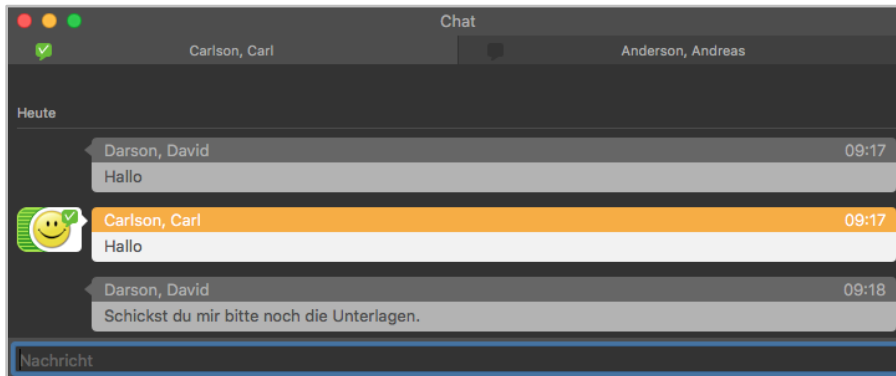 Chat
Carlson, Carl
Anderson, Andreas
Heute
Darson, David 09:17
Hallo
Carlson, Carl 09:17
Hallo
Darson, David 09:18
Schickst du mir bitte noch die Unterlagen.
Nachricht